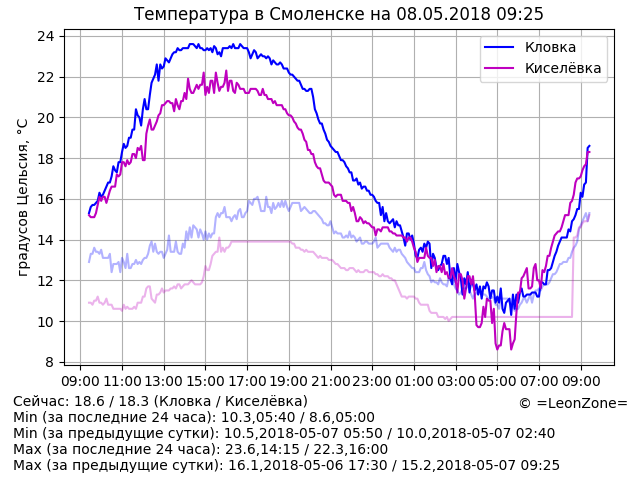 Температура в Смоленске на 08.05.2018 09:25
24
22
20
18
16
14
12
10
8
градусов Цельсия, °C
Кловка
Киселёвка
09:00 11:00 13:00 15:00 17:00 19:00 21:00 23:00 01:00 03:00 05:00 07:00 09:00
Сейчас: 18.6 / 18.3 (Кловка / Киселёвка)
© =LeonZone=
Min (за последние 24 часа): 10.3,05:40 / 8.6,05:00
Min (за предыдущие сутки): 10.5,2018-05-07 05:50 / 10.0,2018-05-07 02:40
Max (за последние 24 часа): 23.6,14:15 / 22.3,16:00
Max (за предыдущие сутки): 16.1,2018-05-06 17:30 / 15.2,2018-05-07 09:25